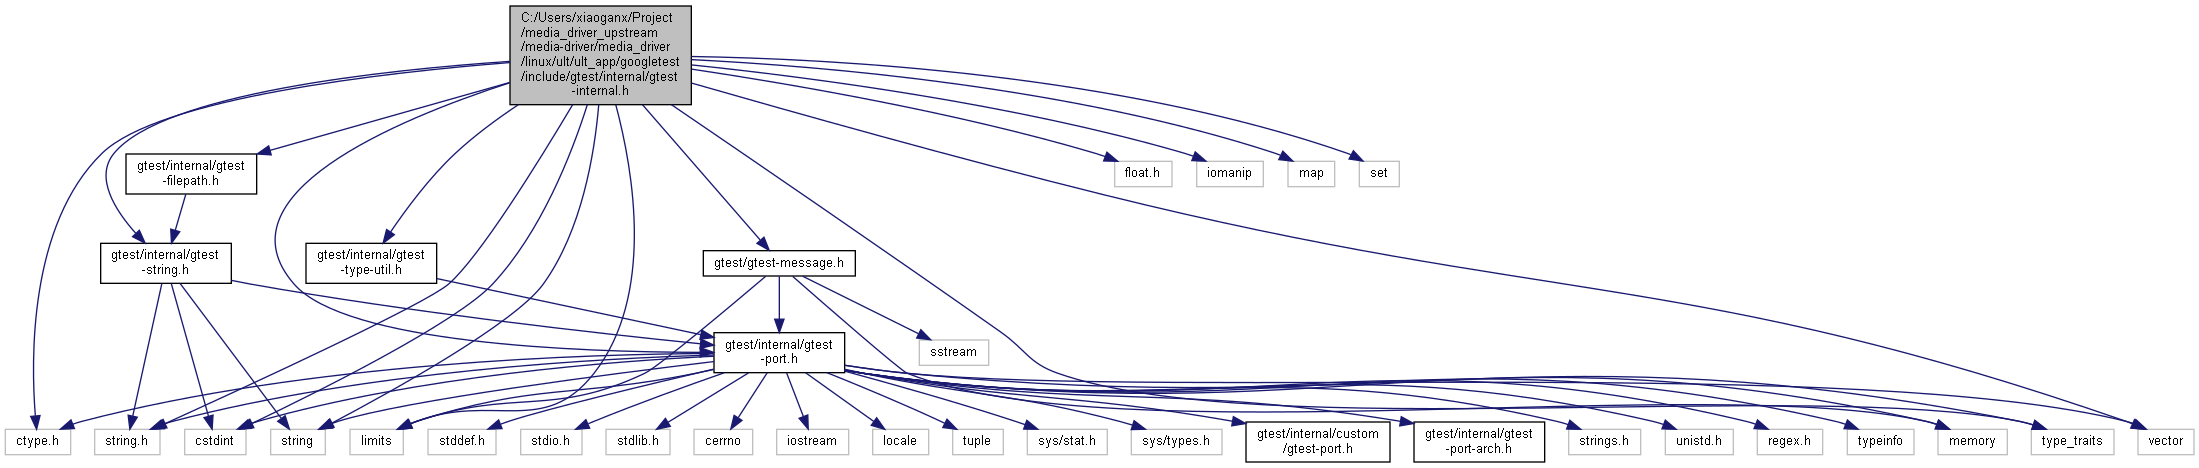 C:/Users/xiaoganx/Project
/media_driver_upstream
/media-driver/media_driver
/linux/ult/ult_app/googletest
/include/gtest/internal/gtest
-internal.h
gtest/internal/gtest
-filepath.h
float.h
iomanip
map
set
gtest/internal/gtest
-string.h
gtest/internal/gtest
-type-util.h
gtest/gtest-message.h
gtest/internal/gtest
-port.h
sstream
ctype.h
string.h
cstdint
string
limits
stddef.h
stdio.h
stdlib.h
cerrno
iostream
locale
tuple
sys/stat.h
sys/types.h
gtest/internal/custom
/gtest-port.h
gtest/internal/gtest
-port-arch.h
strings.h
unistd.h
regex.h
typeinfo
memory
type_traits
vector